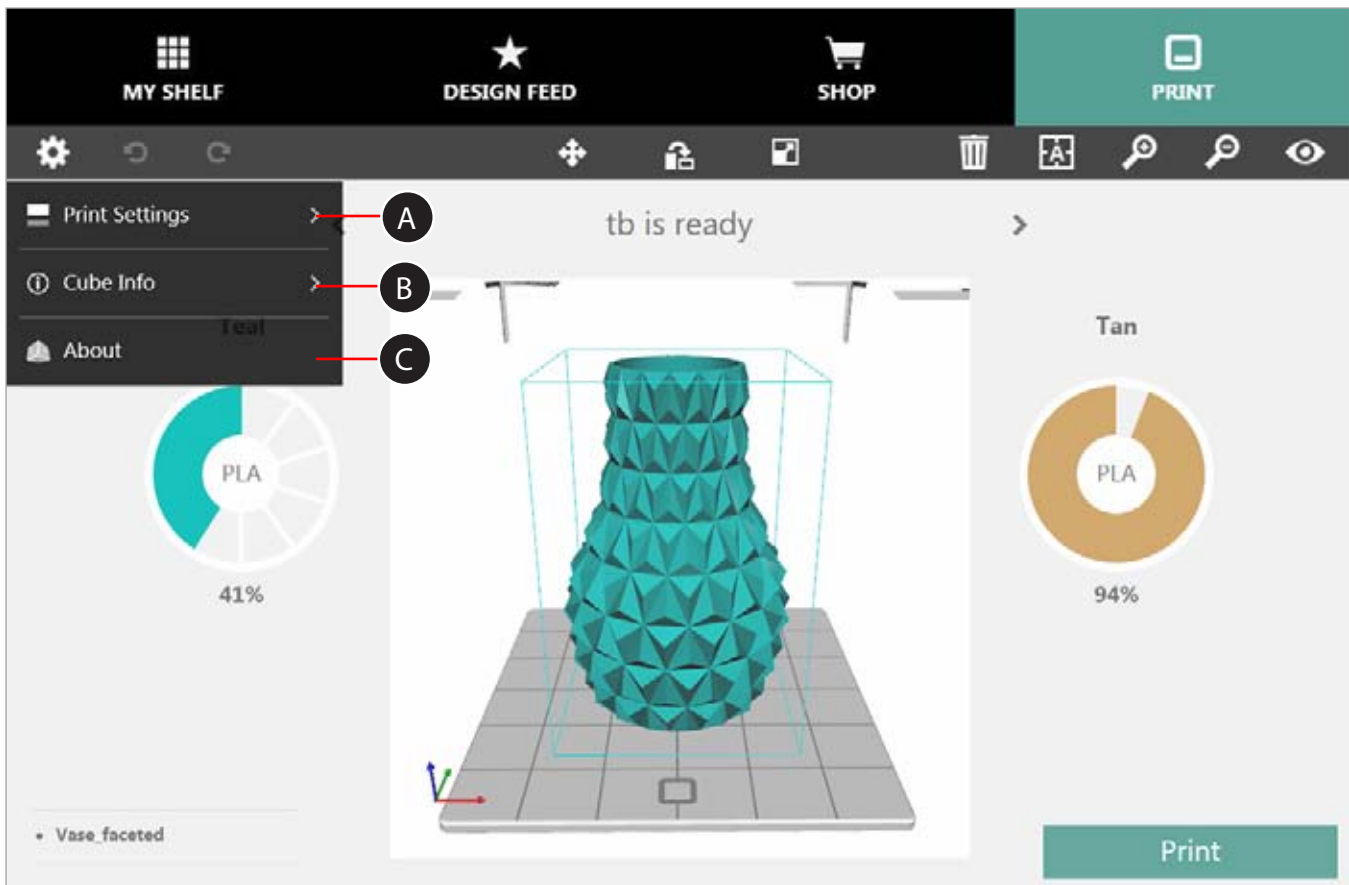 MY SHELF
DESIGN FEED
SHOP
PRINT
A
Print Settings
A
tb is ready
Cube Info
B
Teal
Tan
About
C
PLA
PLA
41%
94%
Vase_faceted
Print